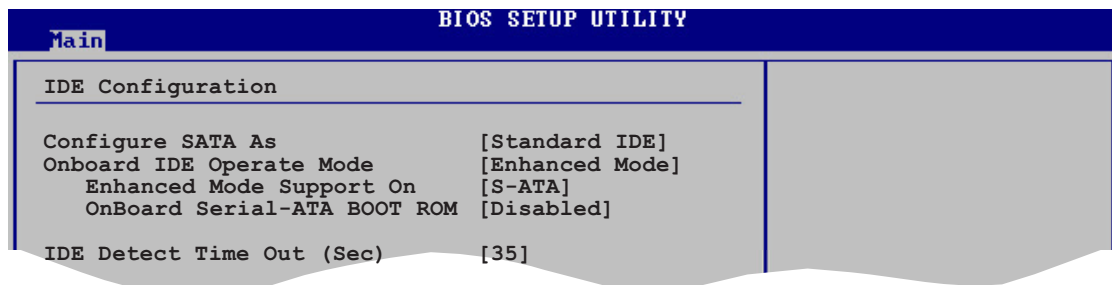 BIOS SETUP UTILITY
Main
IDE Configuration
Configure SATA As [Standard IDE]
Onboard IDE Operate Mode [Enhanced Mode]
Enhanced Mode Support On [S-ATA]
OnBoard Serial-ATA BOOT ROM [Disabled]
IDE Detect Time Out (Sec) [35]